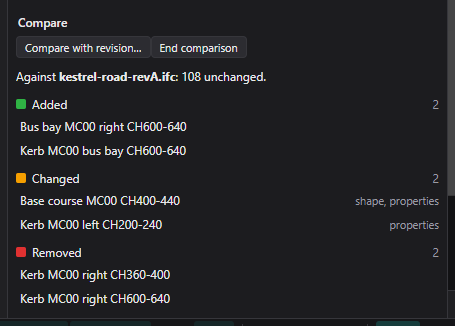 Compare
Compare with revision... End comparison
Against kestrel-road-revA.ifc: 108 unchanged.
Added 2
Bus bay MC00 right CH600-640
Kerb MC00 bus bay CH600-640
Changed 2
Base course MC00 CH400-440 shape, properties
Kerb MC00 left CH200-240 properties
Removed 2
Kerb MC00 right CH360-400
Kerb MC00 right CH600-640